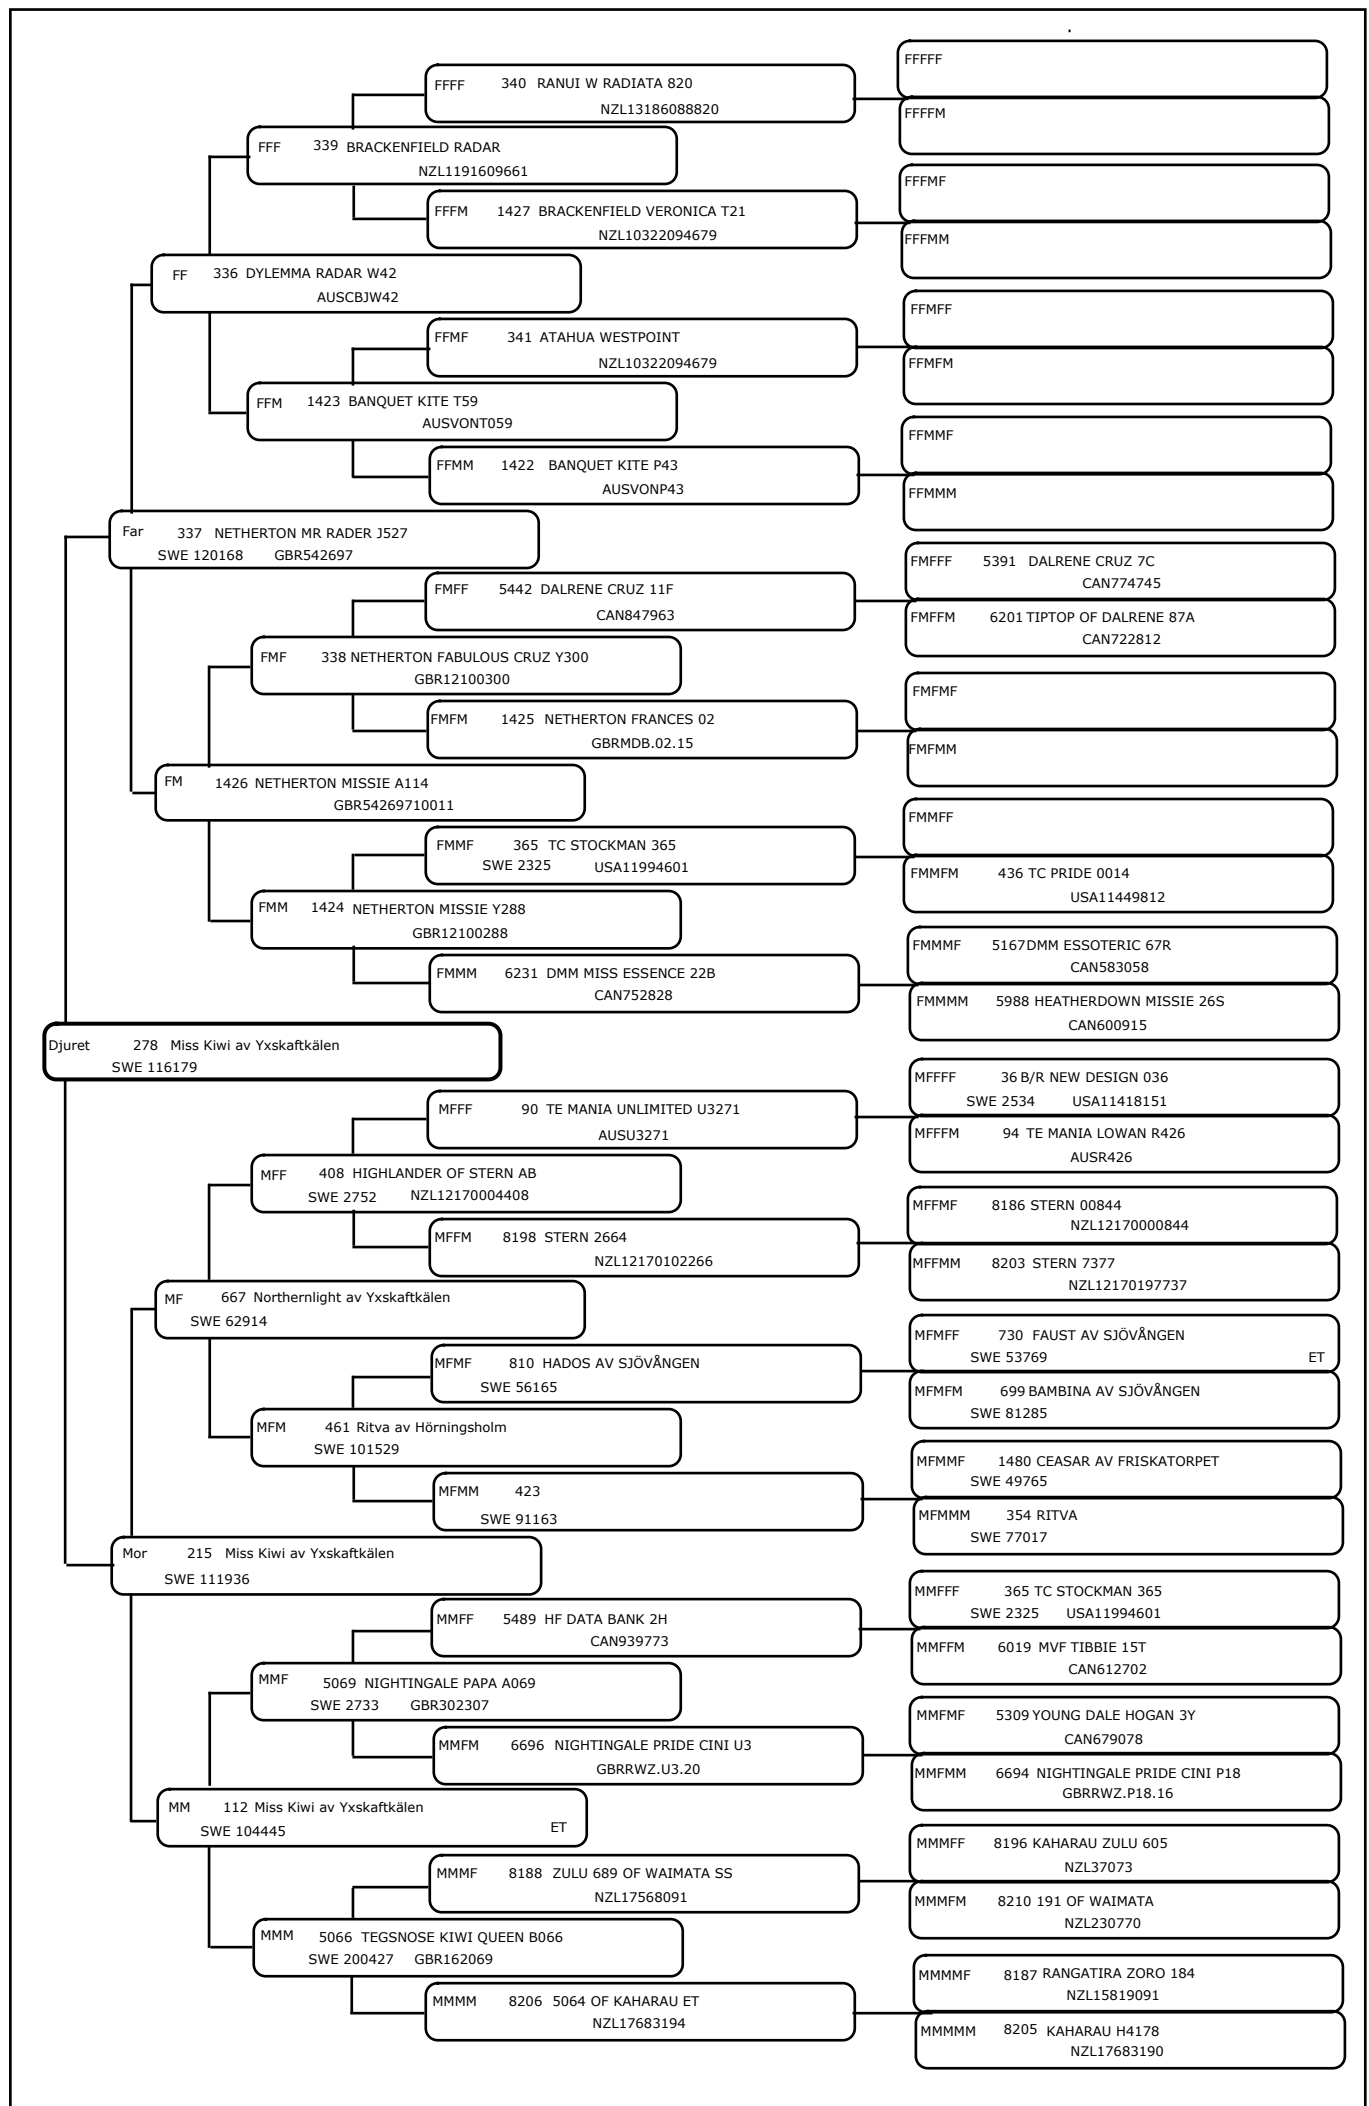 FFFFF
FFFF 340 RANUI W RADIATA 820
NZL13186088820
FFFFM
FFF 339 BRACKENFIELD RADAR
NZL1191609661
FFFMF
FFFM 1427 BRACKENFIELD VERONICA T21
NZL10322094679
FFFMM
FF 336 DYLEMMA RADAR W42
AUSCBJW42
FFMFF
FFMF 341 ATAHUA WESTPOINT
NZL10322094679
FFMFM
FFM 1423 BANQUET KITE T59
AUSVONT059
FFMMF
FFMM 1422 BANQUET KITE P43
AUSVONP43
FFMMM
Far 337 NETHERTON MR RADER J527
SWE 120168 GBR542697
FMFFF 5391 DALRENE CRUZ 7C
CAN774745
FMFF 5442 DALRENE CRUZ 11F
CAN847963
FMFFM 6201 TIPTOP OF DALRENE 87A
CAN722812
FMF 338 NETHERTON FABULOUS CRUZ Y300
GBR12100300
FMFMF
FMFM 1425 NETHERTON FRANCES 02
GBRMDB.02.15
FMFMM
FM 1426 NETHERTON MISSIE A114
GBR54269710011
FMMFF
FMMF 365 TC STOCKMAN 365
SWE 2325 USA11994601
FMMFM 436 TC PRIDE 0014
USA11449812
FMM 1424 NETHERTON MISSIE Y288
GBR12100288
FMMMF 5167 DMM ESSOTERIC 67R
CAN583058
FMMM 6231 DMM MISS ESSENCE 22B
CAN752828
FMMMM 5988 HEATHERDOWN MISSIE 26S
CAN600915
Djuret 278 Miss Kiwi av Yxskaftkälen
SWE 116179
MFFFF 36 B/R NEW DESIGN 036
SWE 2534 USA11418151
MFFF 90 TE MANIA UNLIMITED U3271
AUSU3271
MFFFM 94 TE MANIA LOWAN R426
AUSR426
MFF 408 HIGHLANDER OF STERN AB
SWE 2752 NZL12170004408
MFFMF 8186 STERN 00844
NZL12170000844
MFFM 8198 STERN 2664
NZL12170102266
MFFMM 8203 STERN 7377
NZL12170197737
MF 667 Northernlight av Yxskaftkälen
SWE 62914
MFMFF 730 FAUST AV SJÖVÅNGEN
SWE 53769 ET
MFMF 810 HADOS AV SJÖVÅNGEN
SWE 56165
MFMFM 699 BAMBINA AV SJÖVÅNGEN
SWE 81285
MFM 461 Ritva av Hörningsholm
SWE 101529
MFMMF 1480 CEASAR AV FRISKATORPET
SWE 49765
MFMM 423
SWE 91163
MFMMM 354 RITVA
SWE 77017
Mor 215 Miss Kiwi av Yxskaftkälen
SWE 111936
MMFFF 365 TC STOCKMAN 365
SWE 2325 USA11994601
MMFF 5489 HF DATA BANK 2H
CAN939773
MMFFM 6019 MVF TIBBIE 15T
CAN612702
MMF 5069 NIGHTINGALE PAPA A069
SWE 2733 GBR302307
MMFMF 5309 YOUNG DALE HOGAN 3Y
CAN679078
MMFM 6696 NIGHTINGALE PRIDE CINI U3
GBRRWZ.U3.20
MMFMM 6694 NIGHTINGALE PRIDE CINI P18
GBRRWZ.P18.16
MM 112 Miss Kiwi av Yxskaftkälen
SWE 104445 ET
MMMFF 8196 KAHARAU ZULU 605
NZL37073
MMMF 8188 ZULU 689 OF WAIMATA SS
NZL17568091
MMMFM 8210 191 OF WAIMATA
NZL230770
MMM 5066 TEGSNOSE KIWI QUEEN B066
SWE 200427 GBR162069
MMMMF 8187 RANGATIRA ZORO 184
NZL15819091
MMMM 8206 5064 OF KAHARAU ET
NZL17683194
MMMMM 8205 KAHARAU H4178
NZL17683190